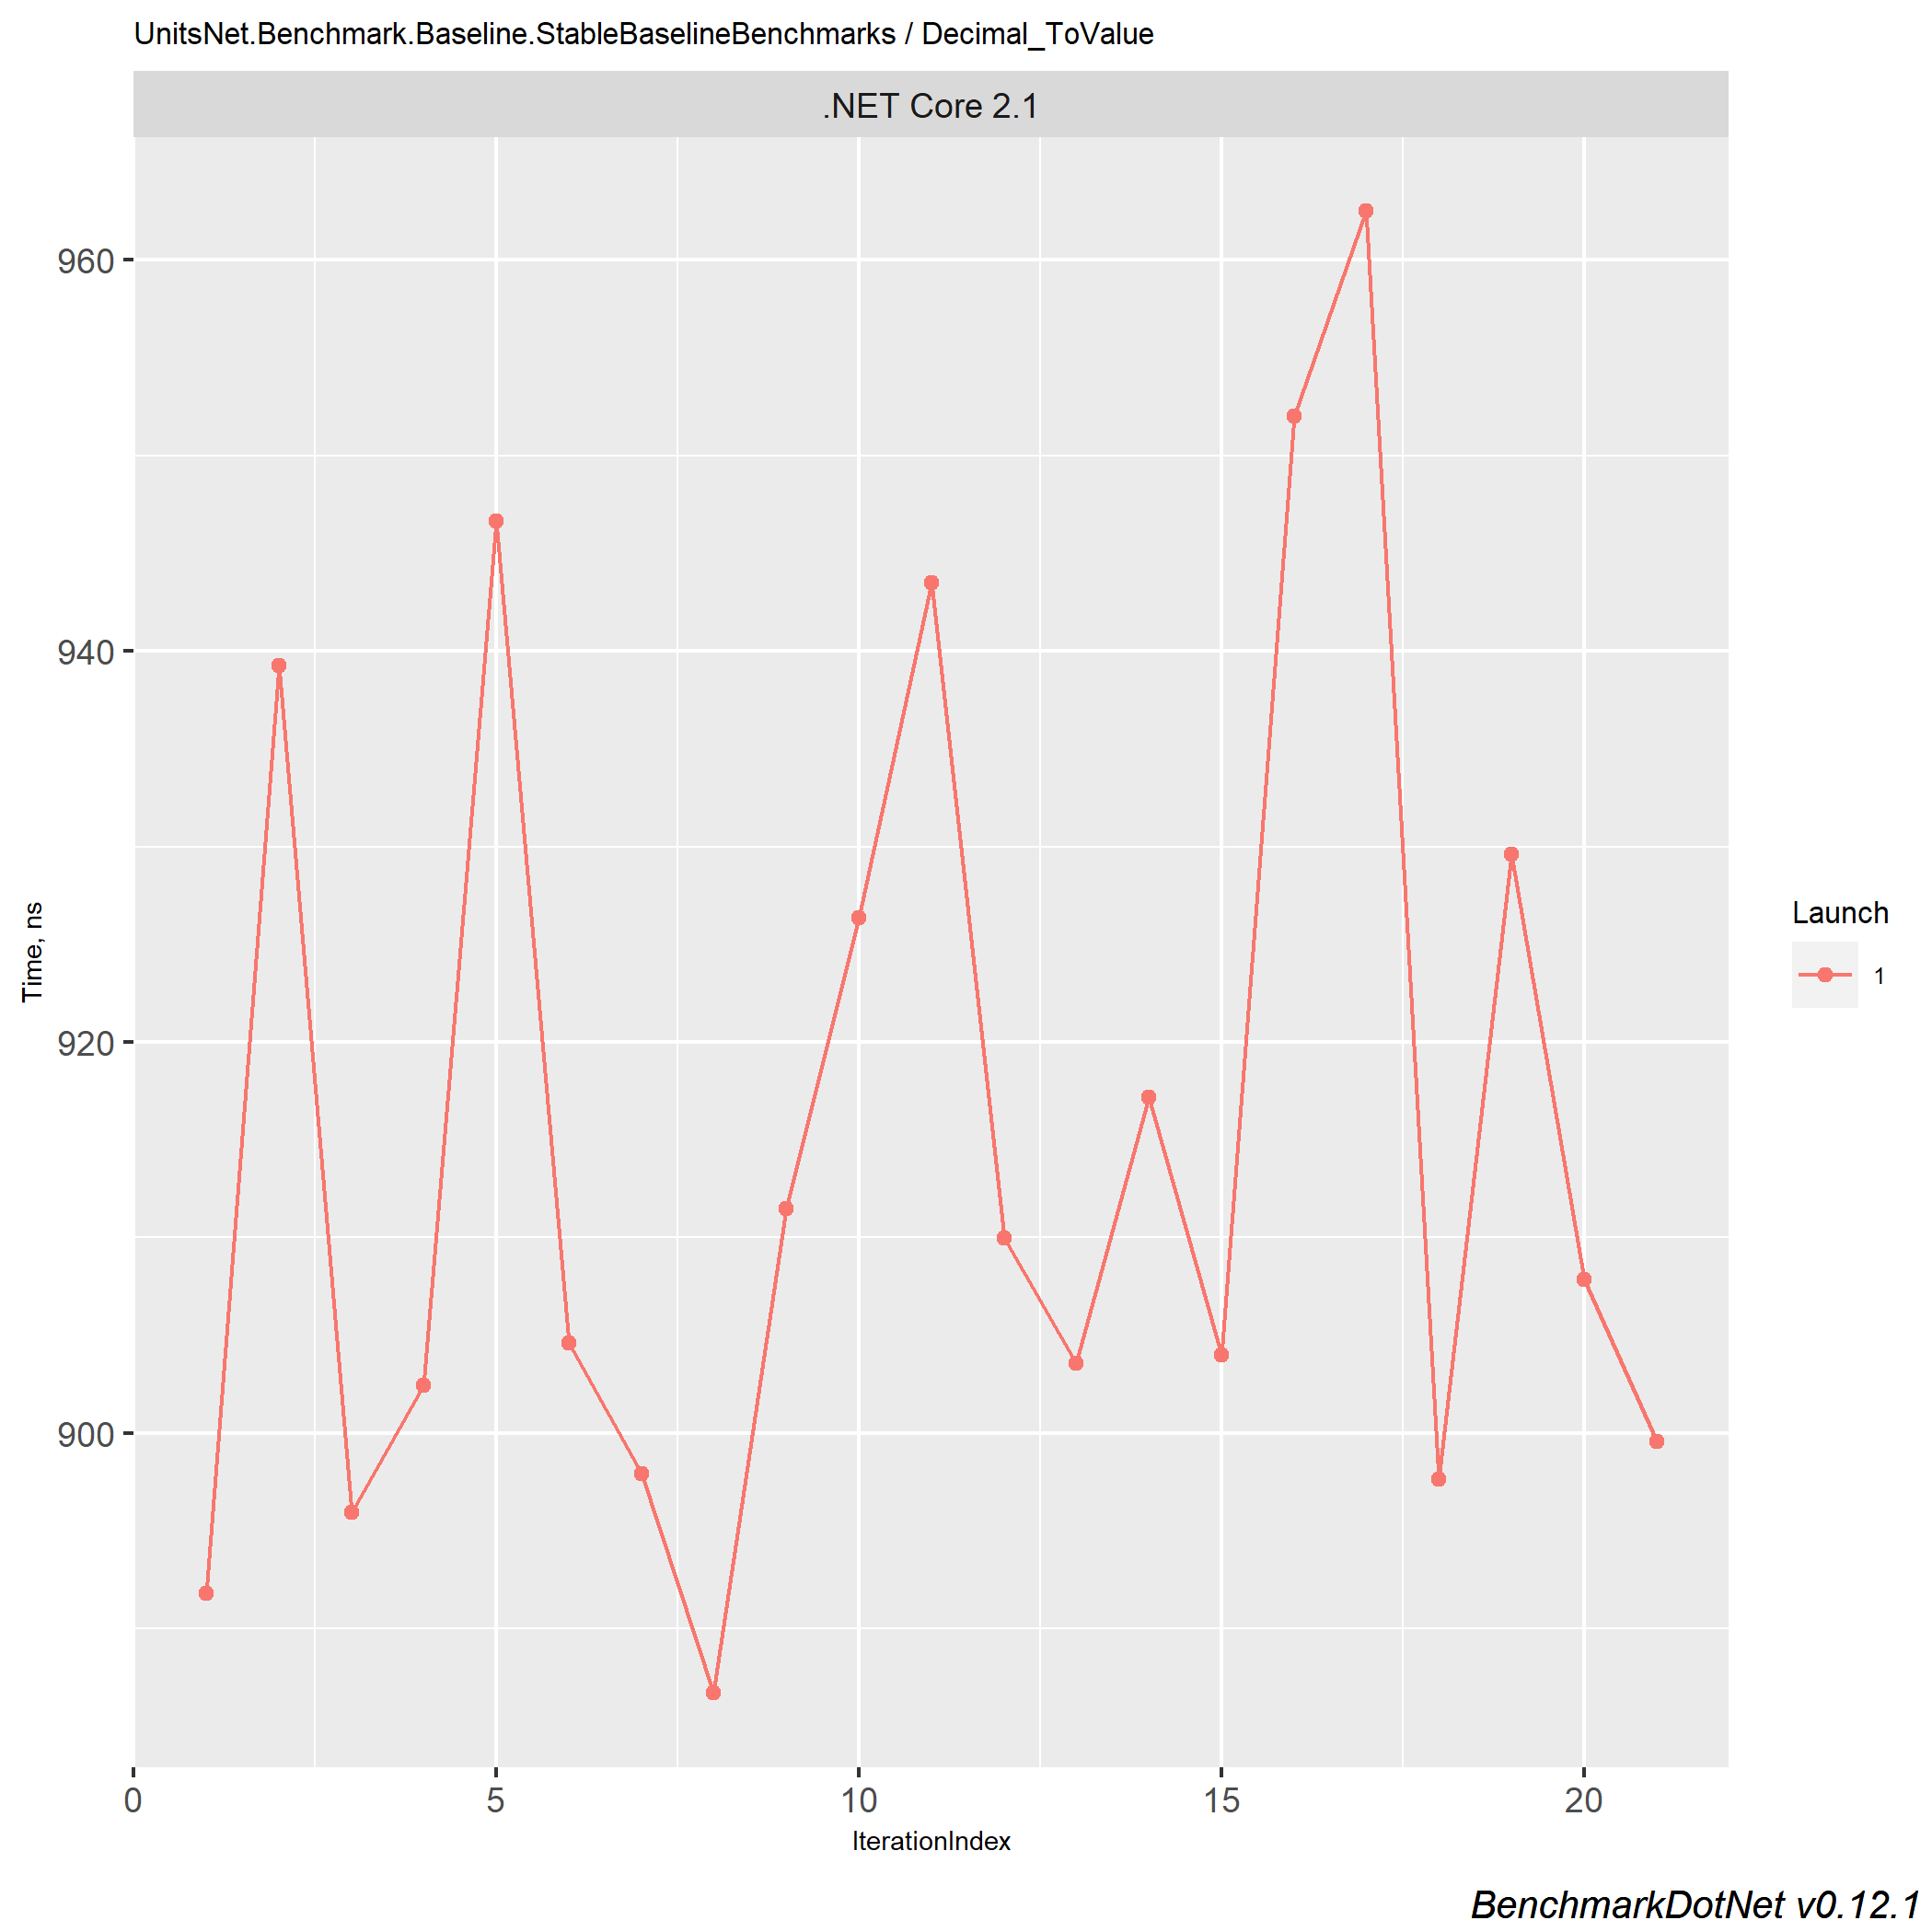 UnitsNet.Benchmark.Baseline.StableBaselineBenchmarks / Decimal_ToValue
.NET Core 2.1
960
940
920
900
Time, ns
0 5 10 15 20
IterationIndex
Launch
1
BenchmarkDotNet v0.12.1